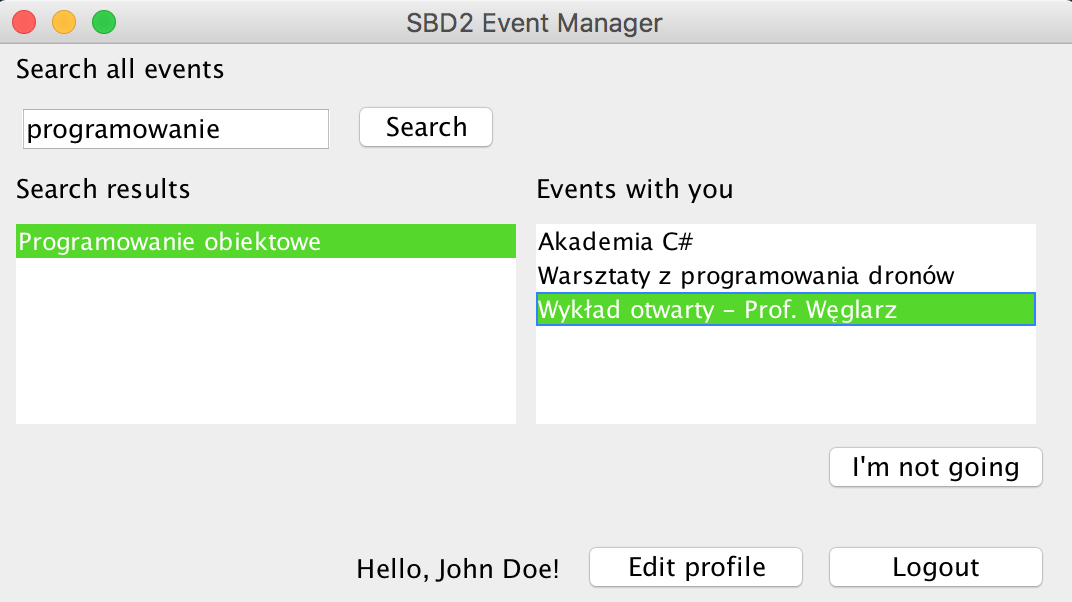 SBD2 Event Manager
Search all events
programowanie
Search
Search results
Events with you
Programowanie obiektowe
Akademia C#
Warsztaty z programowania dronów
Wykład otwarty – Prof. Węglarz
I'm not going
Hello, John Doe!
Edit profile
Logout